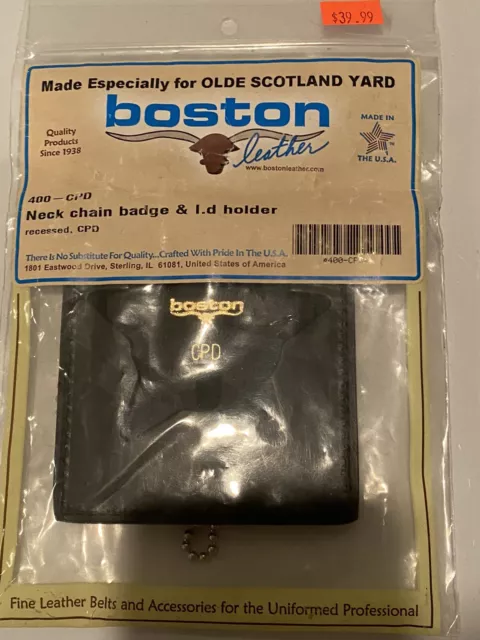 $39.99
Made Especially for OLDE SCOTLAND YARD
boston
leather
Quality
Products
Since 1938
MADE IN
THE U.S.A.
www.bostonleather.com
400-CPD
Neck chain badge & I.d holder
recessed, CPD
There is No Substitute For Quality...Crafted With Pride In The U.S.A.
1801 Eastwood Drive, Sterling, IL 61081, United States of America
#400-CPD
boston
CPD
Fine Leather Belts and Accessories for the Uniformed Professional